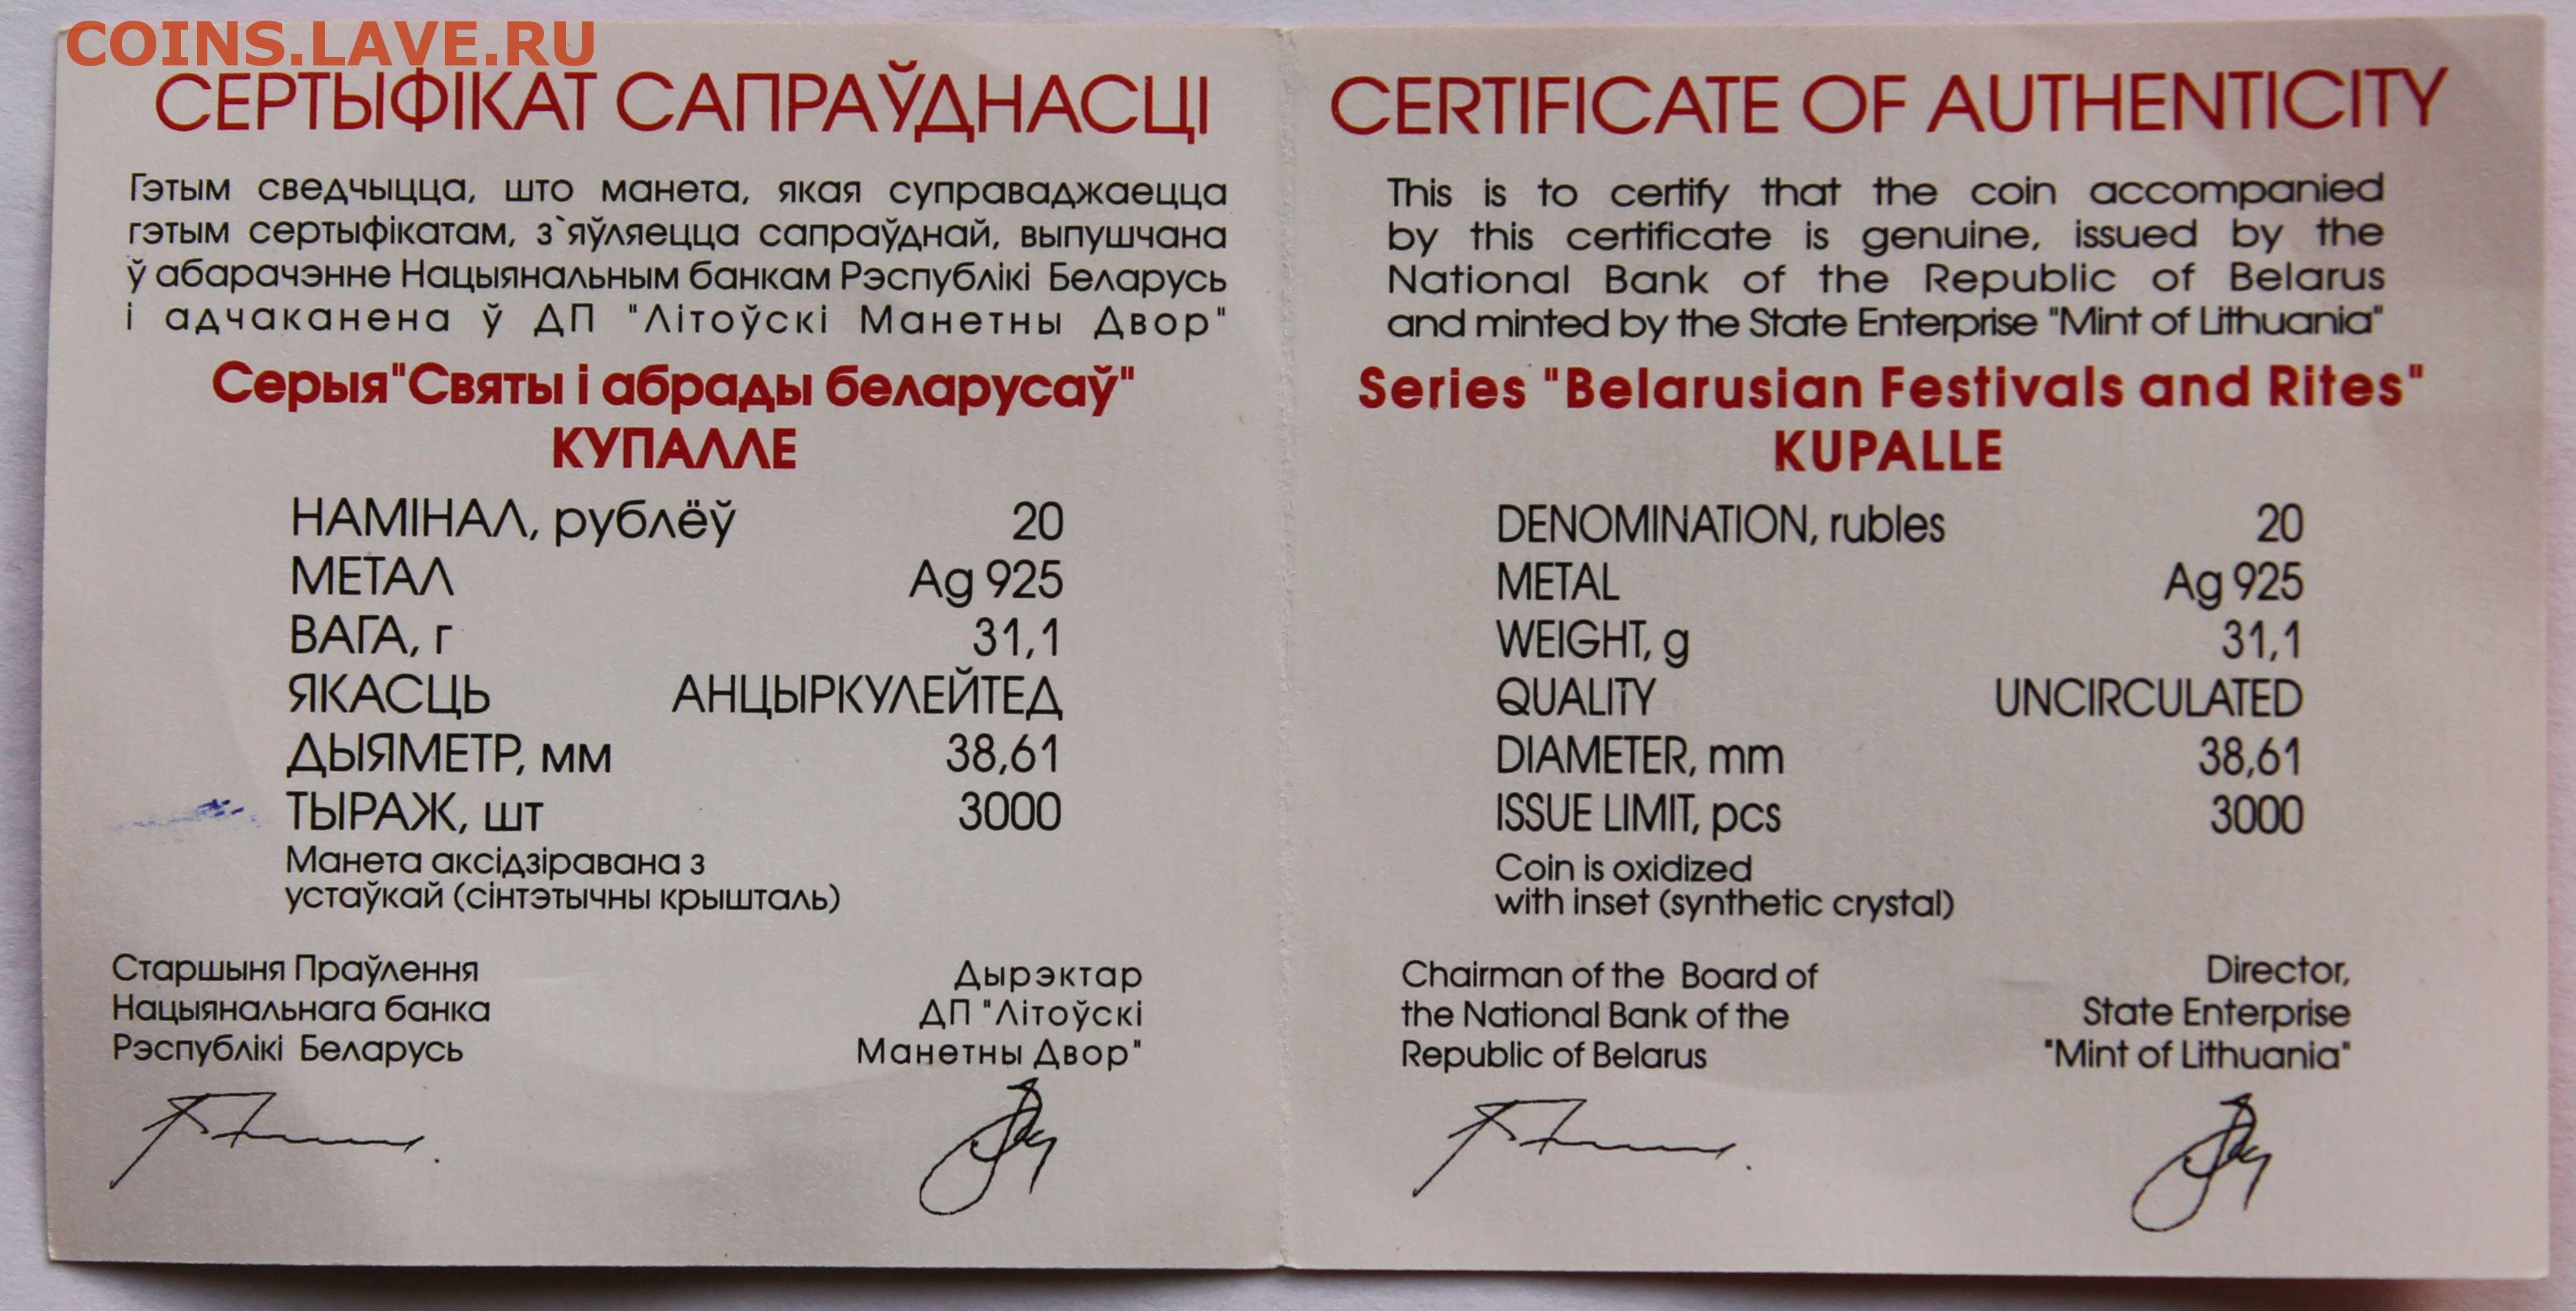 COINS.LAVE.RU
СЕРТЫФІКАТ САПРАЎДНАСЦІ
Гэтым сведчыцца, што манета, якая суправаджаецца
гэтым сертыфікатам, з`яўляецца сапраўднай, выпушчана
ў абарачэнне Нацыянальным банкам Рэспублікі Беларусь
і адчаканена ў ДП "Літоўскі Манетны Двор"
Серыя"Святы і абрады беларусаў"
КУПАЛЛЕ
НАМІНАЛ, рублёў 20
МЕТАЛ Ag 925
ВАГА, г 31,1
ЯКАСЦЬ АНЦЫРКУЛЕЙТЕД
ДЫЯМЕТР, мм 38,61
ТЫРАЖ, шт 3000
Манета аксідзіравана з
устаўкай (сінтэтычны крышталь)
Старшыня Праўлення
Нацыянальнага банка
Рэспублікі Беларусь
Дырэктар
ДП "Літоўскі
Манетны Двор"
CERTIFICATE OF AUTHENTICITY
This is to certify that the coin accompanied
by this certificate is genuine, issued by the
National Bank of the Republic of Belarus
and minted by the State Enterprise "Mint of Lithuania"
Series "Belarusian Festivals and Rites"
KUPALLE
DENOMINATION, rubles 20
METAL Ag 925
WEIGHT, g 31,1
QUALITY UNCIRCULATED
DIAMETER, mm 38,61
ISSUE LIMIT, pcs 3000
Coin is oxidized
with inset (synthetic crystal)
Chairman of the Board of
the National Bank of the
Republic of Belarus
Director,
State Enterprise
"Mint of Lithuania"